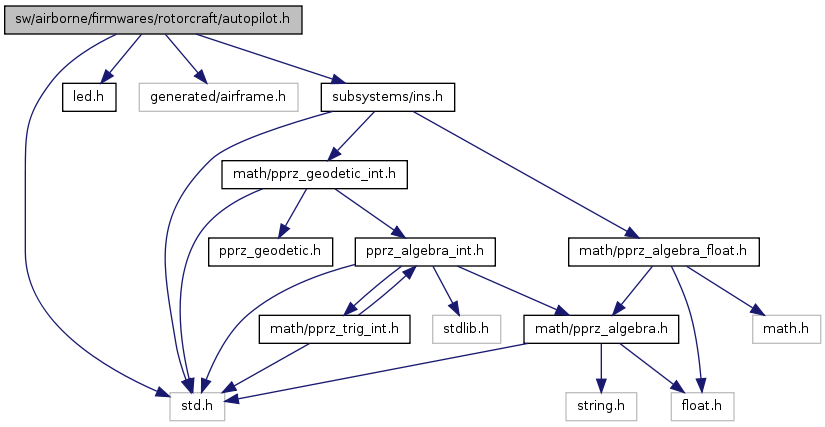 sw/airborne/firmwares/rotorcraft/autopilot.h
led.h
generated/airframe.h
subsystems/ins.h
math/pprz_geodetic_int.h
pprz_geodetic.h
pprz_algebra_int.h
math/pprz_algebra_float.h
math/pprz_trig_int.h
stdlib.h
math/pprz_algebra.h
math.h
std.h
string.h
float.h